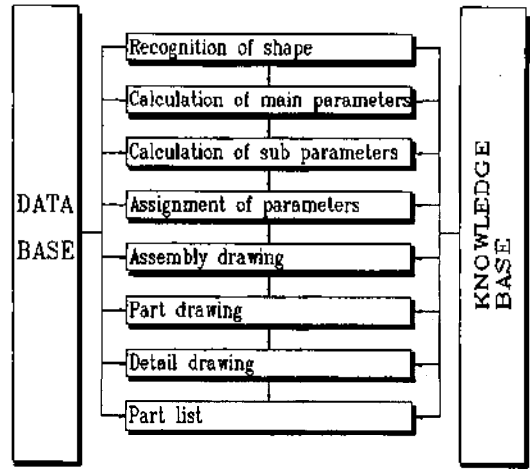 Recognition of shape
Calculation of main parameters
Calculation of sub parameters
Assignment of parameters
Assembly drawing
Part drawing
Detail drawing
Part list
DATA
BASE
KNOWLEDGE
BASE